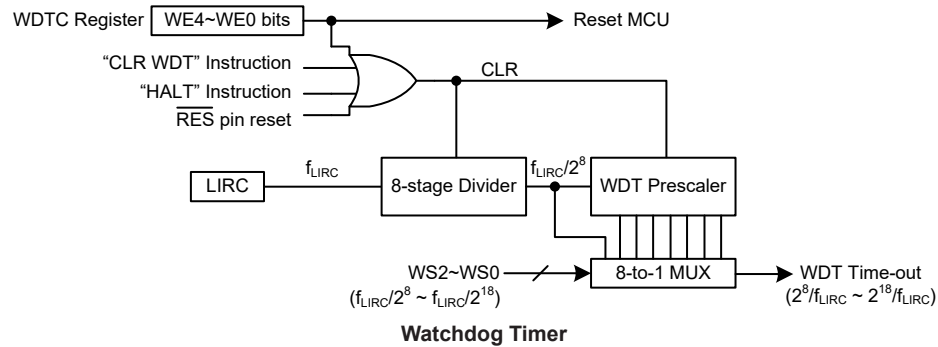 WDTC Register WE4~WE0 bits Reset MCU
“CLR WDT” Instruction
CLR
“HALT” Instruction
RES pin reset
fLIRC fLIRC/2⁸
LIRC 8-stage Divider WDT Prescaler
WS2~WS0 8-to-1 MUX WDT Time-out
(fLIRC/2⁸ ~ fLIRC/2¹⁸) (2⁸/fLIRC ~ 2¹⁸/fLIRC)
Watchdog Timer